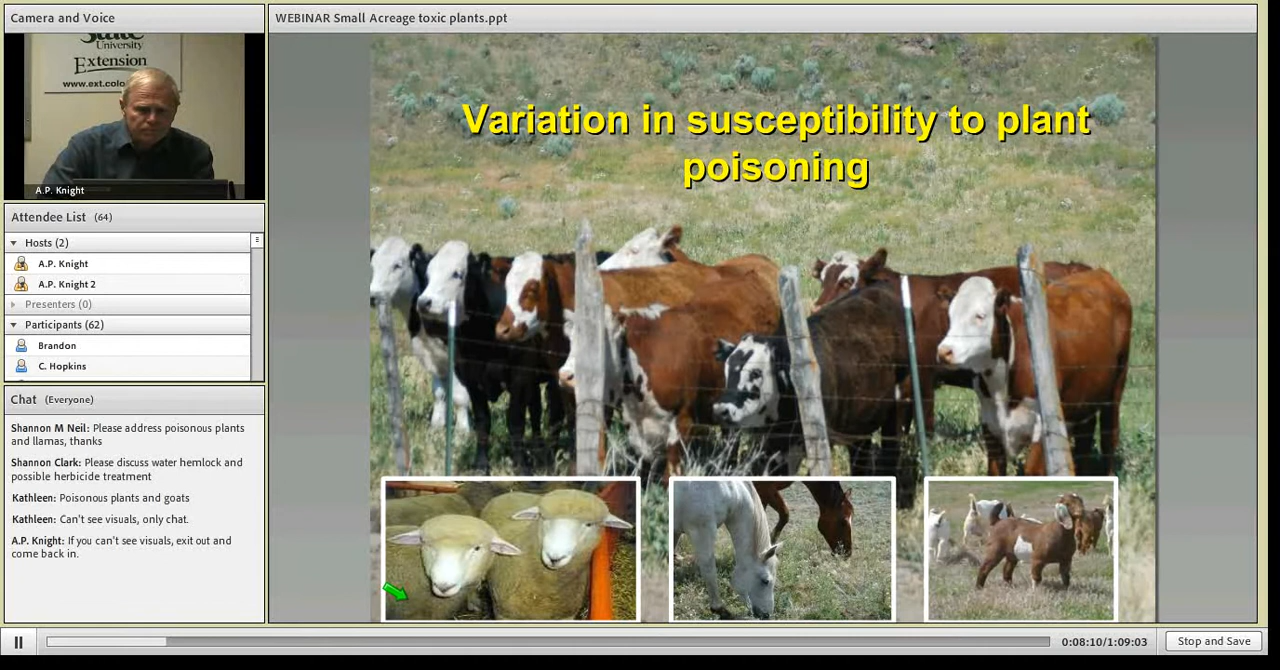 Camera and Voice
State
University
Extension
www.ext.colo
A.P. Knight
Attendee List (64)
Hosts (2)
A.P. Knight
A.P. Knight 2
Presenters (0)
Participants (62)
Brandon
C. Hopkins
Chat (Everyone)
Shannon M Neil: Please address poisonous plants
and llamas, thanks
Shannon Clark: Please discuss water hemlock and
possible herbicide treatment
Kathleen: Poisonous plants and goats
Kathleen: Can't see visuals, only chat.
A.P. Knight: If you can't see visuals, exit out and
come back in.
WEBINAR Small Acreage toxic plants.ppt
Variation in susceptibility to plant
poisoning
0:08:10/1:09:03
Stop and Save